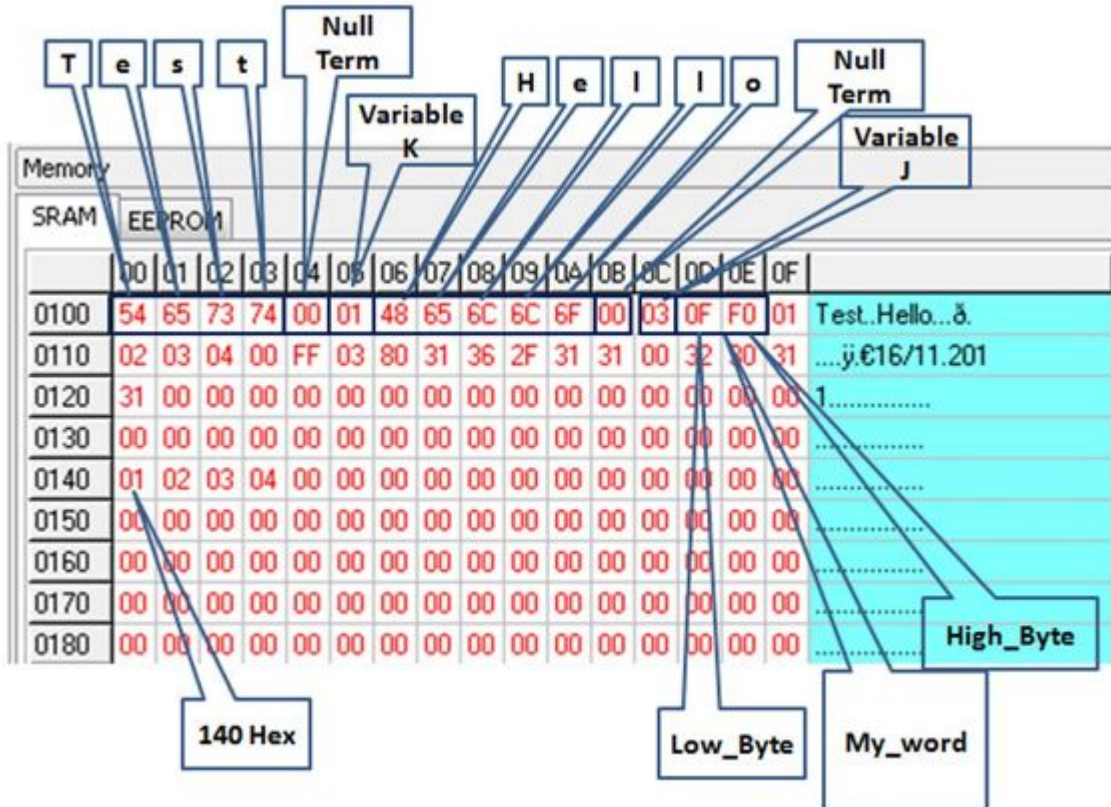 Null
Term
Null
Term
T e s t
H e l l o
Variable
K
Variable
J
Memory
SRAM EEPROM
00 01 02 03 04 05 06 07 08 09 0A 0B 0C 0D 0E 0F
0100 54 65 73 74 00 01 48 65 6C 6C 6F 00 03 0F F0 01 Test..Hello...ð.
0110 02 03 04 00 FF 03 80 31 36 2F 31 31 00 32 30 31 ....ÿ.€16/11.201
0120 31 00 00 00 00 00 00 00 00 00 00 00 00 00 00 00 1...............
0130 00 00 00 00 00 00 00 00 00 00 00 00 00 00 00 00 ................
0140 01 02 03 04 00 00 00 00 00 00 00 00 00 00 00 00 ................
0150 00 00 00 00 00 00 00 00 00 00 00 00 00 00 00 00 ................
0160 00 00 00 00 00 00 00 00 00 00 00 00 00 00 00 00 ................
0170 00 00 00 00 00 00 00 00 00 00 00 00 00 00 00 00 ................
0180 00 00 00 00 00 00 00 00 00 00 00 00 00 00 00 00 ................
High_Byte
140 Hex
Low_Byte
My_word